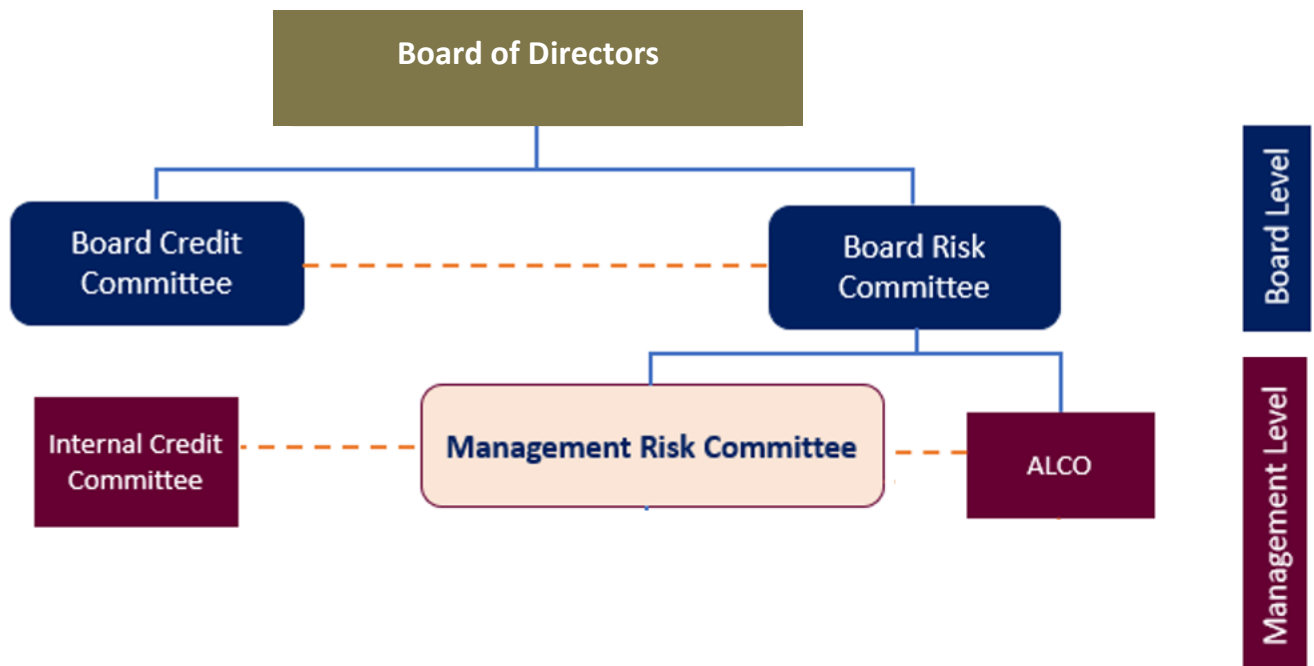 Board of Directors
Board Credit
Committee
Board Risk
Committee
Board Level
Internal Credit
Committee
Management Risk Committee
ALCO
Management Level